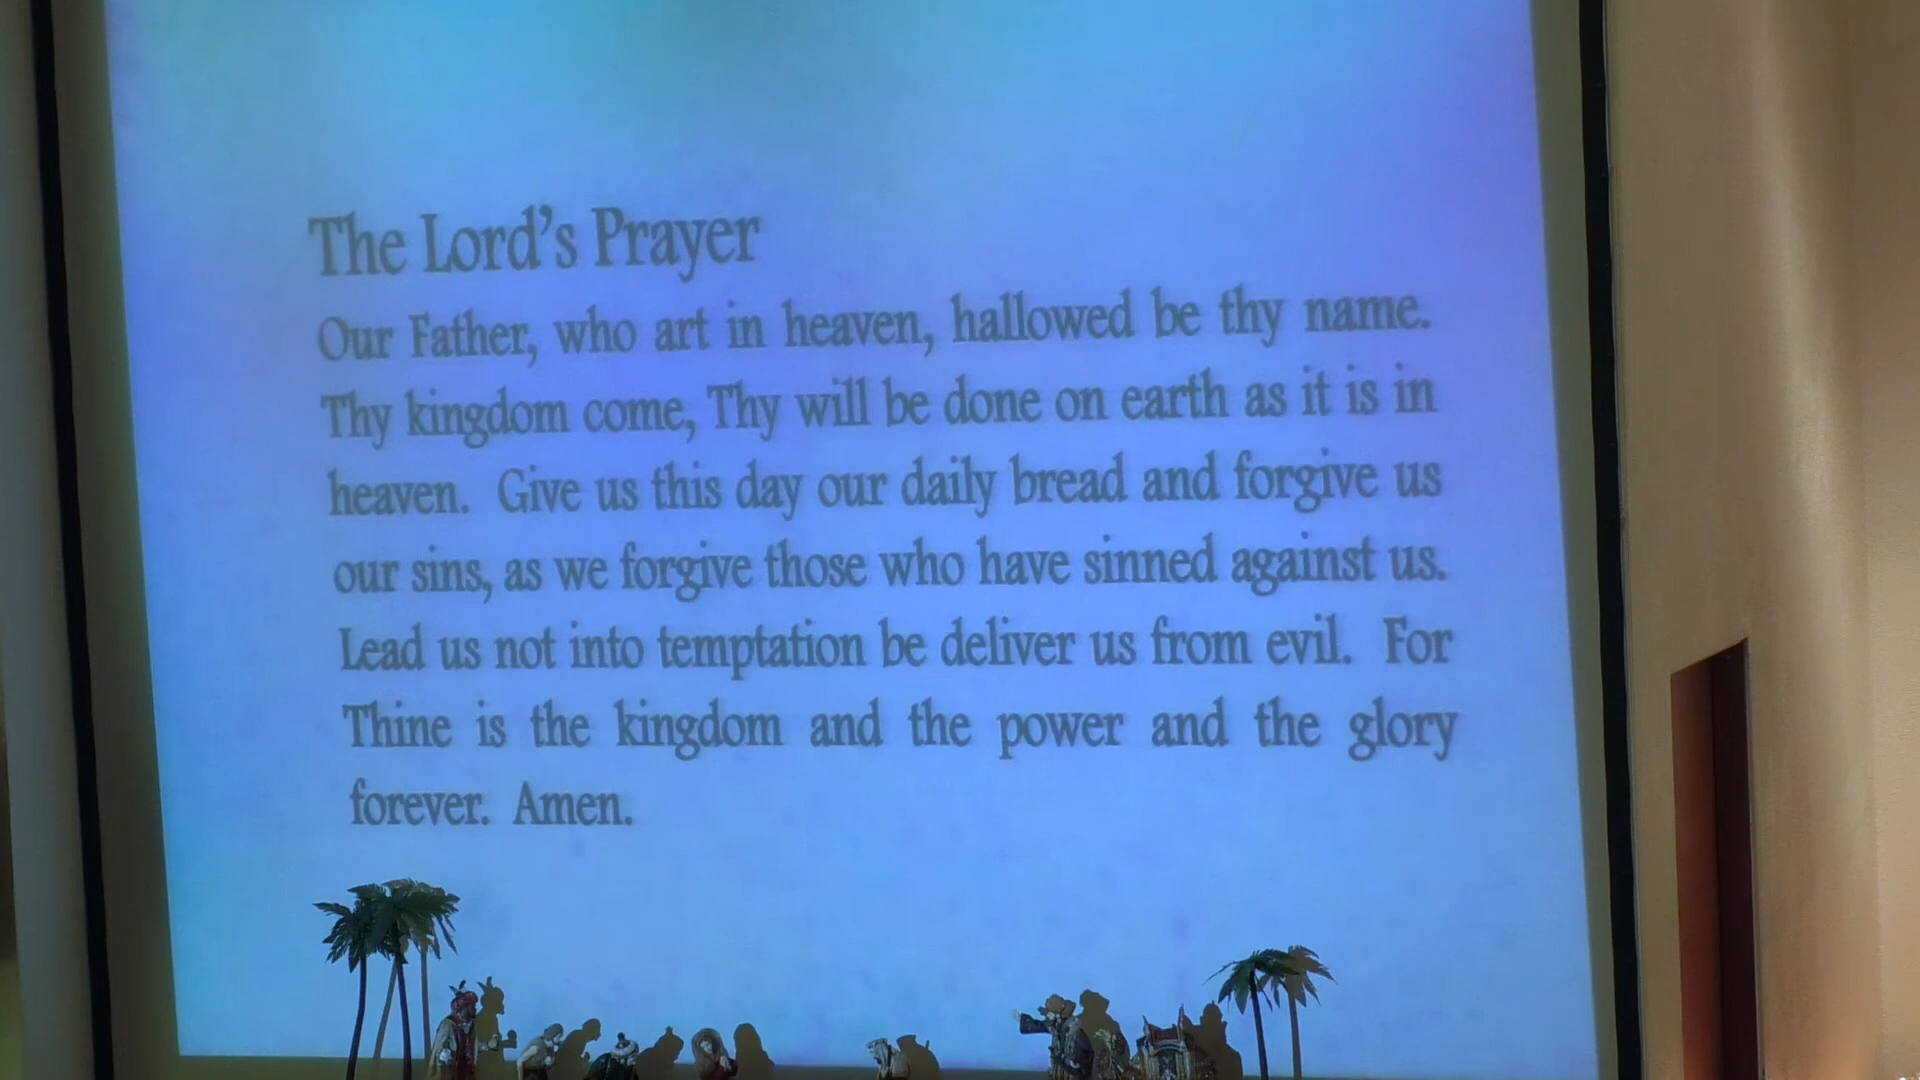 The Lord's Prayer
Our Father, who art in heaven, hallowed be thy name.
Thy kingdom come, Thy will be done on earth as it is in
heaven. Give us this day our daily bread and forgive us
our sins, as we forgive those who have sinned against us.
Lead us not into temptation be deliver us from evil. For
Thine is the kingdom and the power and the glory
forever. Amen.